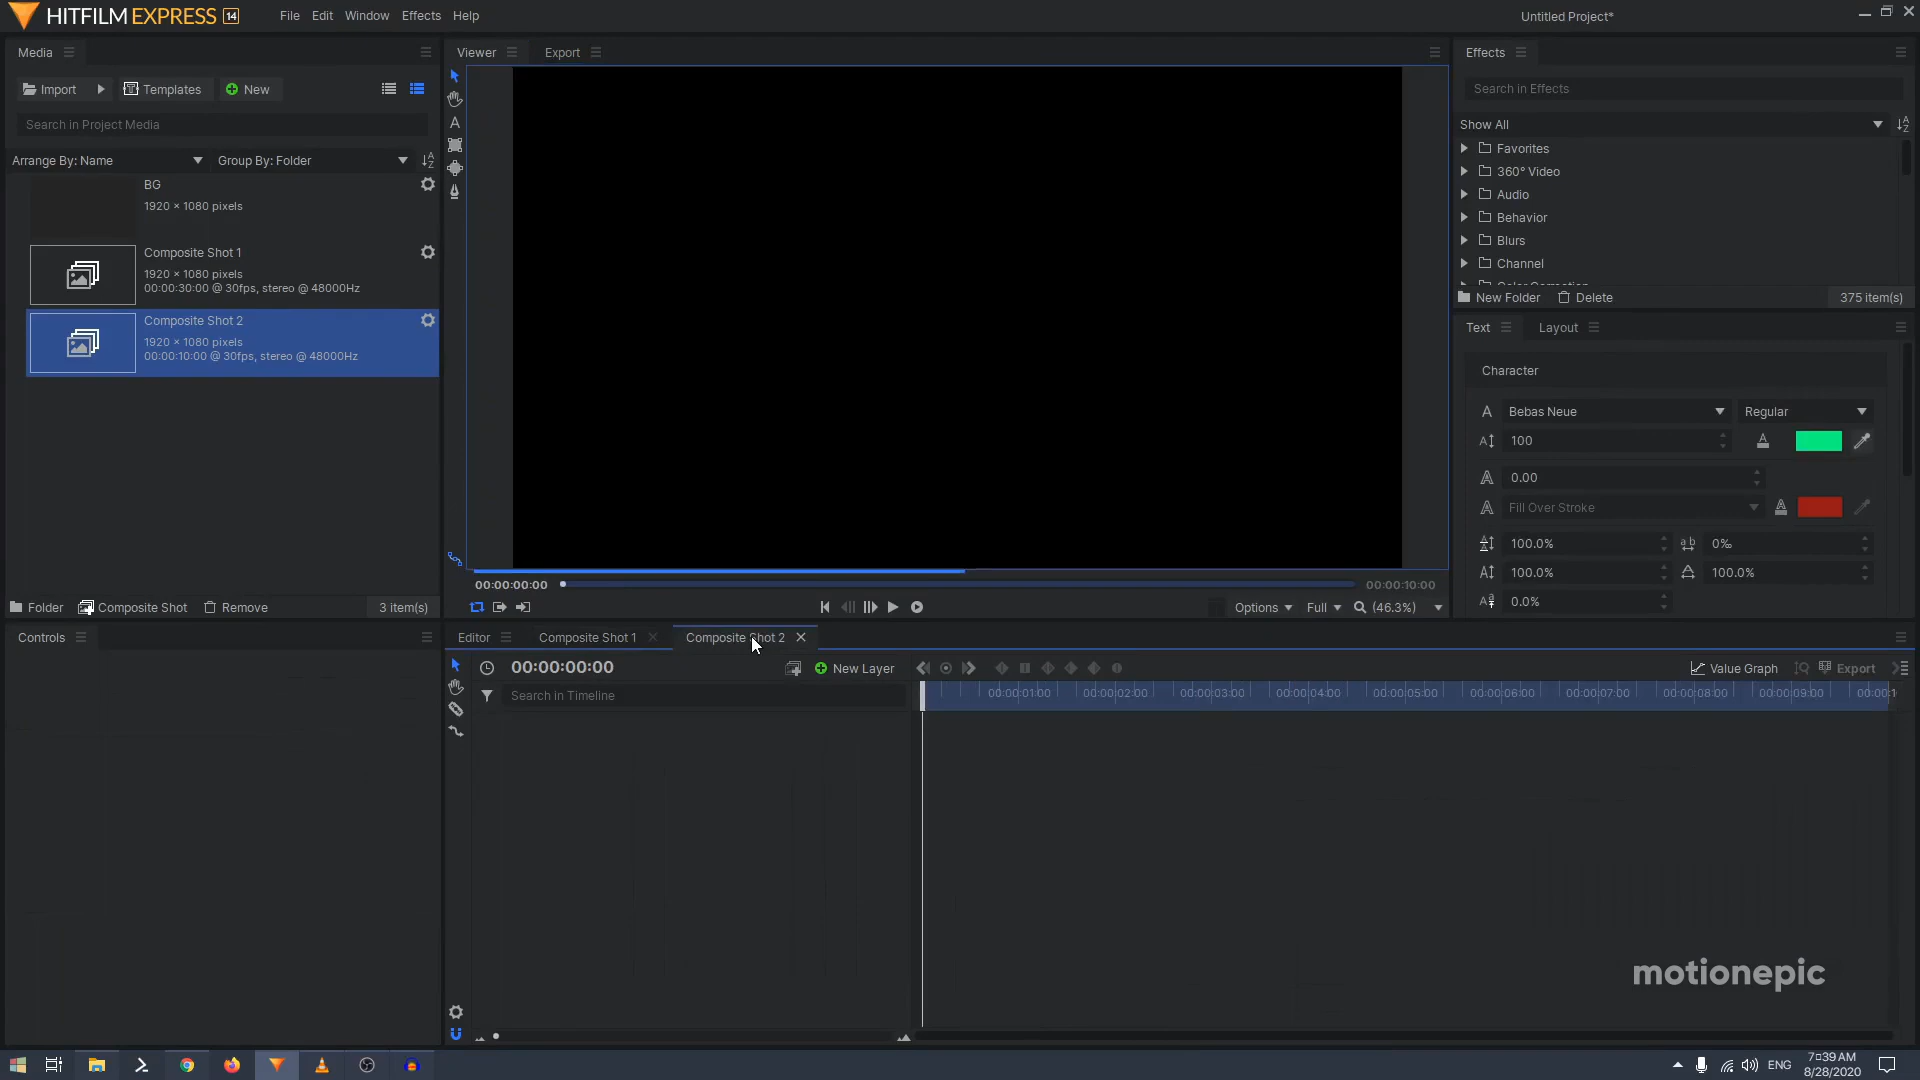 HITFILM EXPRESS 14
File Edit Window Effects Help
Untitled Project*
Media
Import Templates New
Search in Project Media
Arrange By: Name Group By: Folder
BG
1920 × 1080 pixels
Composite Shot 1
1920 × 1080 pixels
00:00:30:00 @ 30fps, stereo @ 48000Hz
Composite Shot 2
1920 × 1080 pixels
00:00:10:00 @ 30fps, stereo @ 48000Hz
Folder Composite Shot Remove 3 item(s)
Viewer Export
00:00:00:00 00:00:10:00
Options Full (46.3%)
Effects
Search in Effects
Show All
Favorites
360° Video
Audio
Behavior
Blurs
Channel
Color Correction
New Folder Delete 375 item(s)
Text Layout
Character
Bebas Neue Regular
100
0.00
Fill Over Stroke
100.0% 0‰
100.0% 100.0%
0.0%
Controls
Editor Composite Shot 1 Composite Shot 2
00:00:00:00 New Layer Value Graph Export
Search in Timeline
00:00:01:00 00:00:02:00 00:00:03:00 00:00:04:00 00:00:05:00 00:00:06:00 00:00:07:00 00:00:08:00 00:00:09:00 00:00:1
motionepic
ENG
7:39 AM
8/28/2020